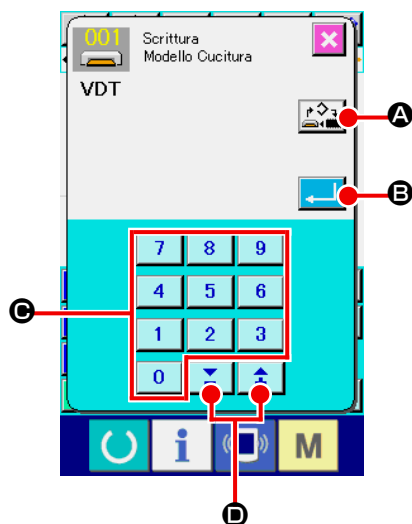 001
Scrittura
Modello Cucitura
VDT
A
B
7 8 9
4 5 6
C
1 2 3
0
i
M
D